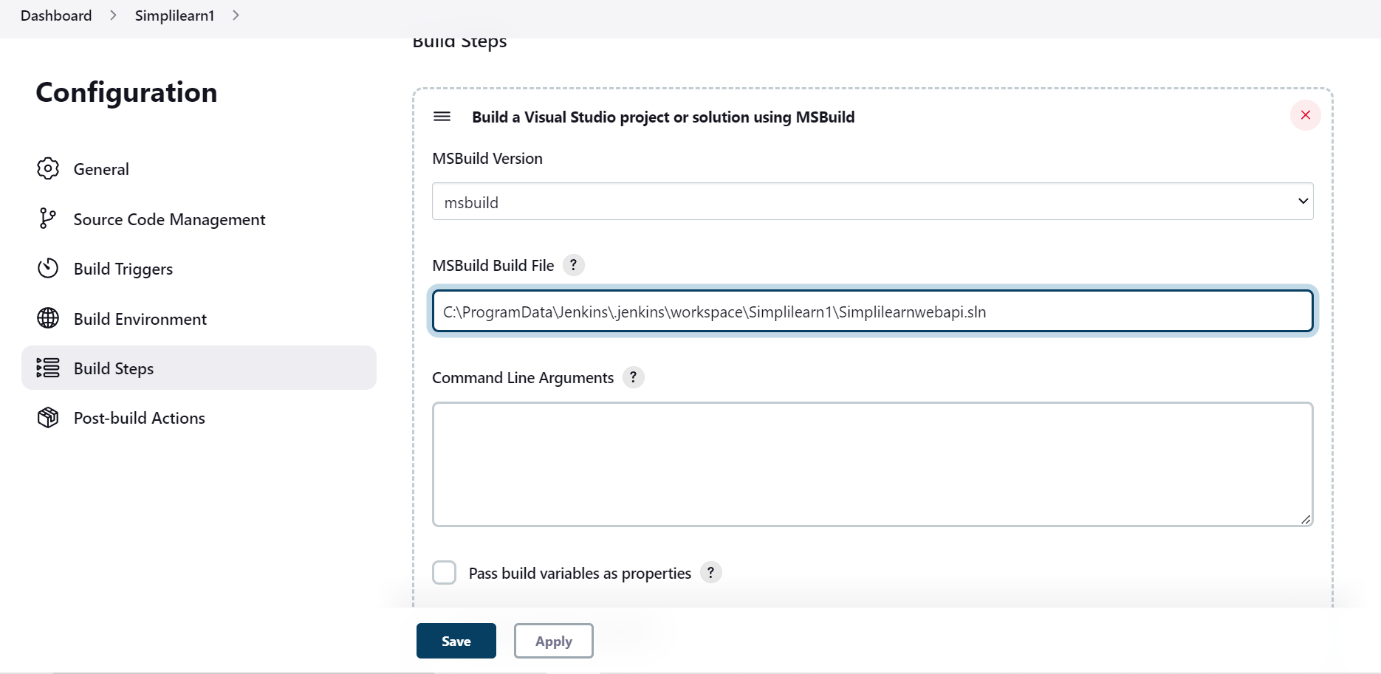 Dashboard > Simplilearn1 >
Build Steps
Configuration
General
Source Code Management
Build Triggers
Build Environment
Build Steps
Post-build Actions
Build a Visual Studio project or solution using MSBuild
MSBuild Version
msbuild
MSBuild Build File ?
C:\ProgramData\Jenkins\.jenkins\workspace\Simplilearn1\Simplilearnwebapi.sln
Command Line Arguments ?
Pass build variables as properties ?
Save Apply